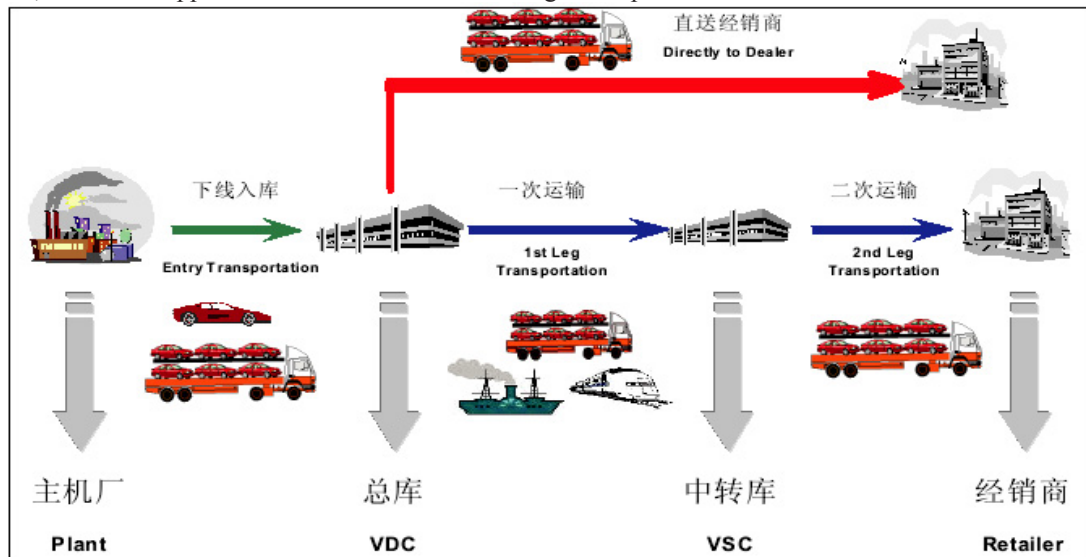 直送经销商
Directly to Dealer
下线入库
一次运输
二次运输
Entry Transportation
1st Leg
Transportation
2nd Leg
Transportation
主机厂
总库
中转库
经销商
Plant
VDC
VSC
Retailer